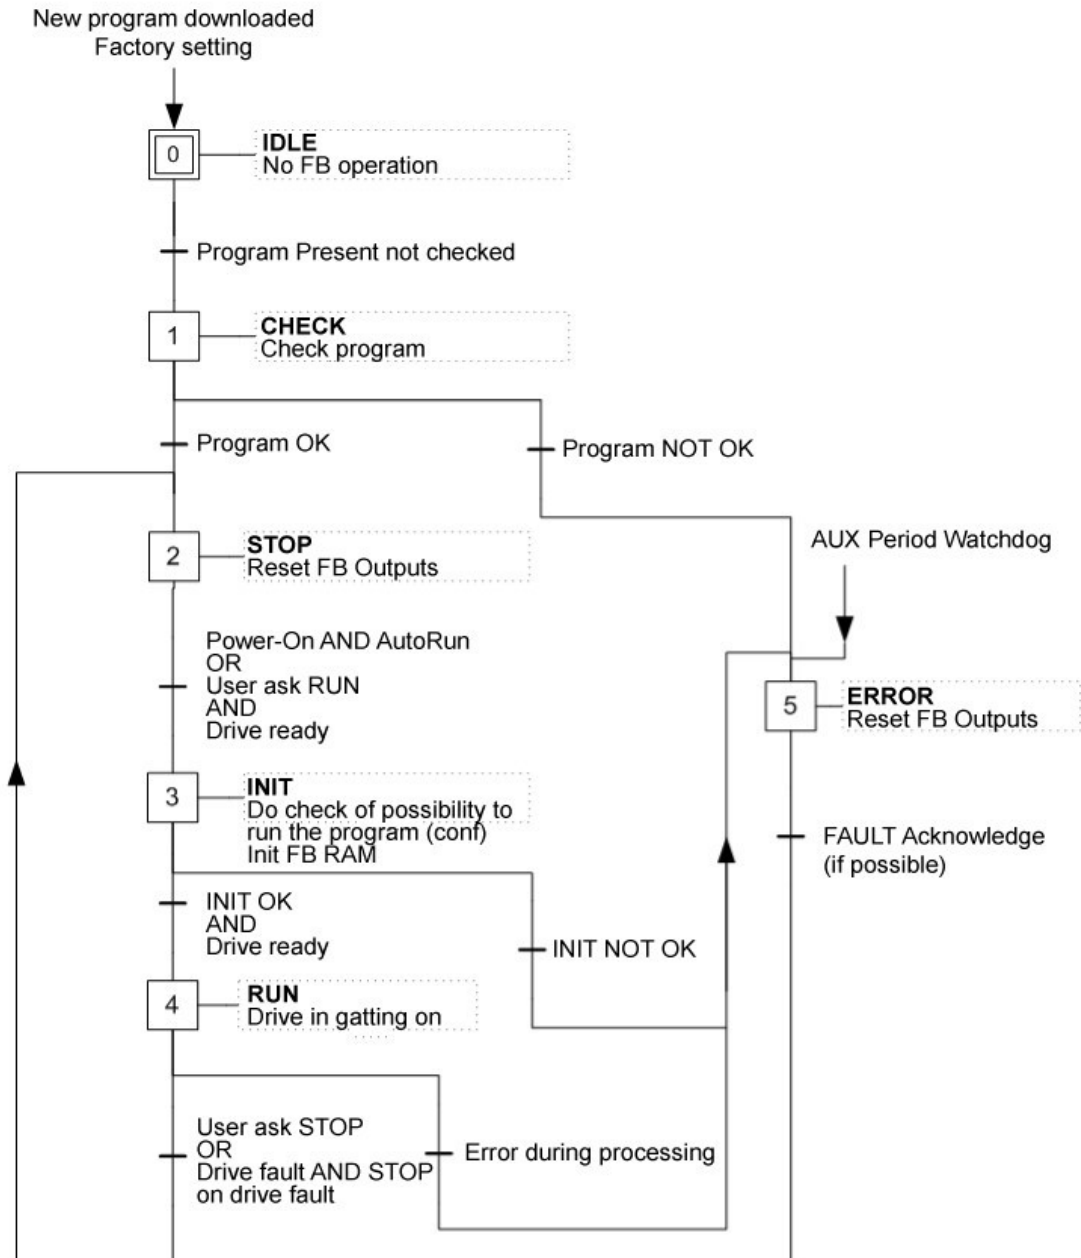 New program downloaded
Factory setting
0
IDLE
No FB operation
Program Present not checked
1
CHECK
Check program
Program OK
Program NOT OK
2
STOP
Reset FB Outputs
AUX Period Watchdog
Power-On AND AutoRun
OR
User ask RUN
AND
Drive ready
5
ERROR
Reset FB Outputs
3
INIT
Do check of possibility to
run the program (conf)
Init FB RAM
FAULT Acknowledge
(if possible)
INIT OK
AND
Drive ready
INIT NOT OK
4
RUN
Drive in gatting on
User ask STOP
OR
Drive fault AND STOP
on drive fault
Error during processing